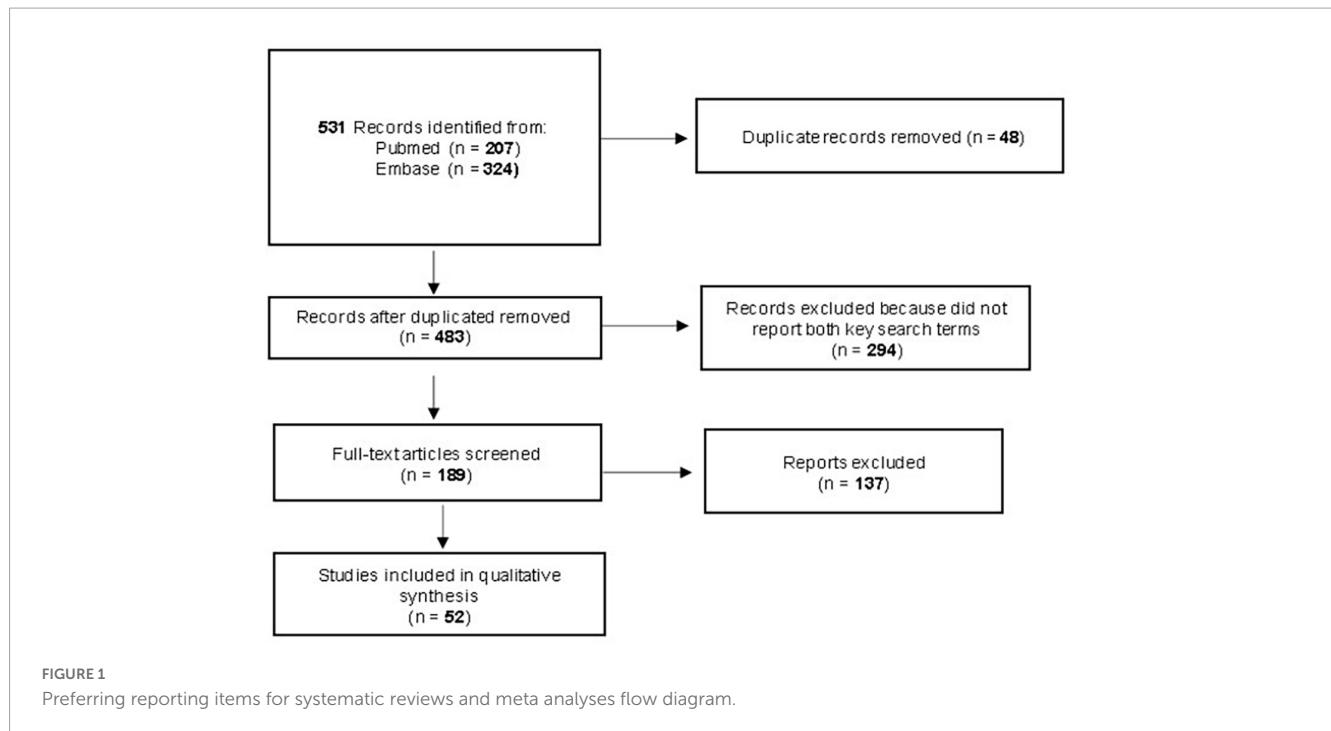 531 Records identified from:
Pubmed (n = 207)
Embase (n = 324)
Duplicate records removed (n = 48)
Records after duplicated removed
(n = 483)
Records excluded because did not
report both key search terms
(n = 294)
Full-text articles screened
(n = 189)
Reports excluded
(n = 137)
Studies included in qualitative
synthesis
(n = 52)
FIGURE 1
Preferring reporting items for systematic reviews and meta analyses flow diagram.